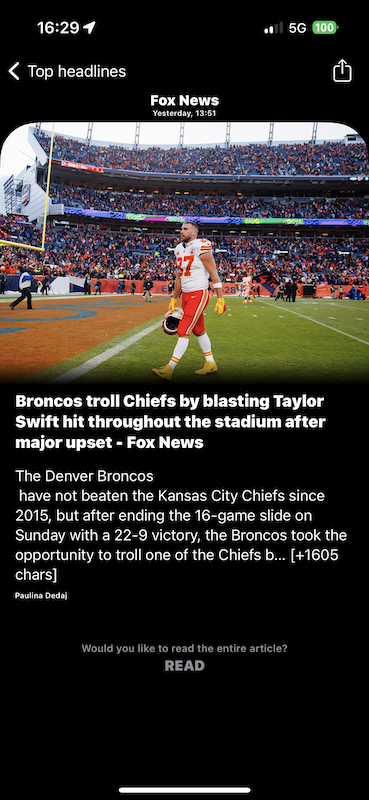 16:29
5G
100
Top headlines
Fox News
Yesterday, 13:51
87
Broncos troll Chiefs by blasting Taylor
Swift hit throughout the stadium after
major upset - Fox News
The Denver Broncos
have not beaten the Kansas City Chiefs since
2015, but after ending the 16-game slide on
Sunday with a 22-9 victory, the Broncos took the
opportunity to troll one of the Chiefs b... [+1605
chars]
Paulina Dedaj
Would you like to read the entire article?
READ